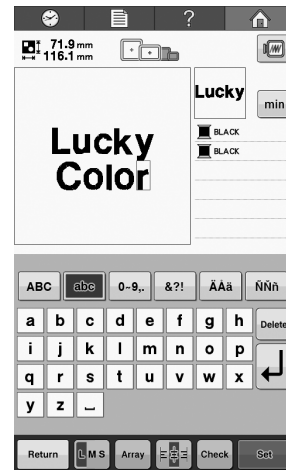 ?
71.9 mm
116.1 mm
Lucky
min
BLACK
BLACK
Lucky
Color
ABC abc 0~9,. &?! ÄÅä ÑÑñ
a b c d e f g h Delete
i j k l m n o p
q r s t u v w x
y z
Return L M S Array Check Set